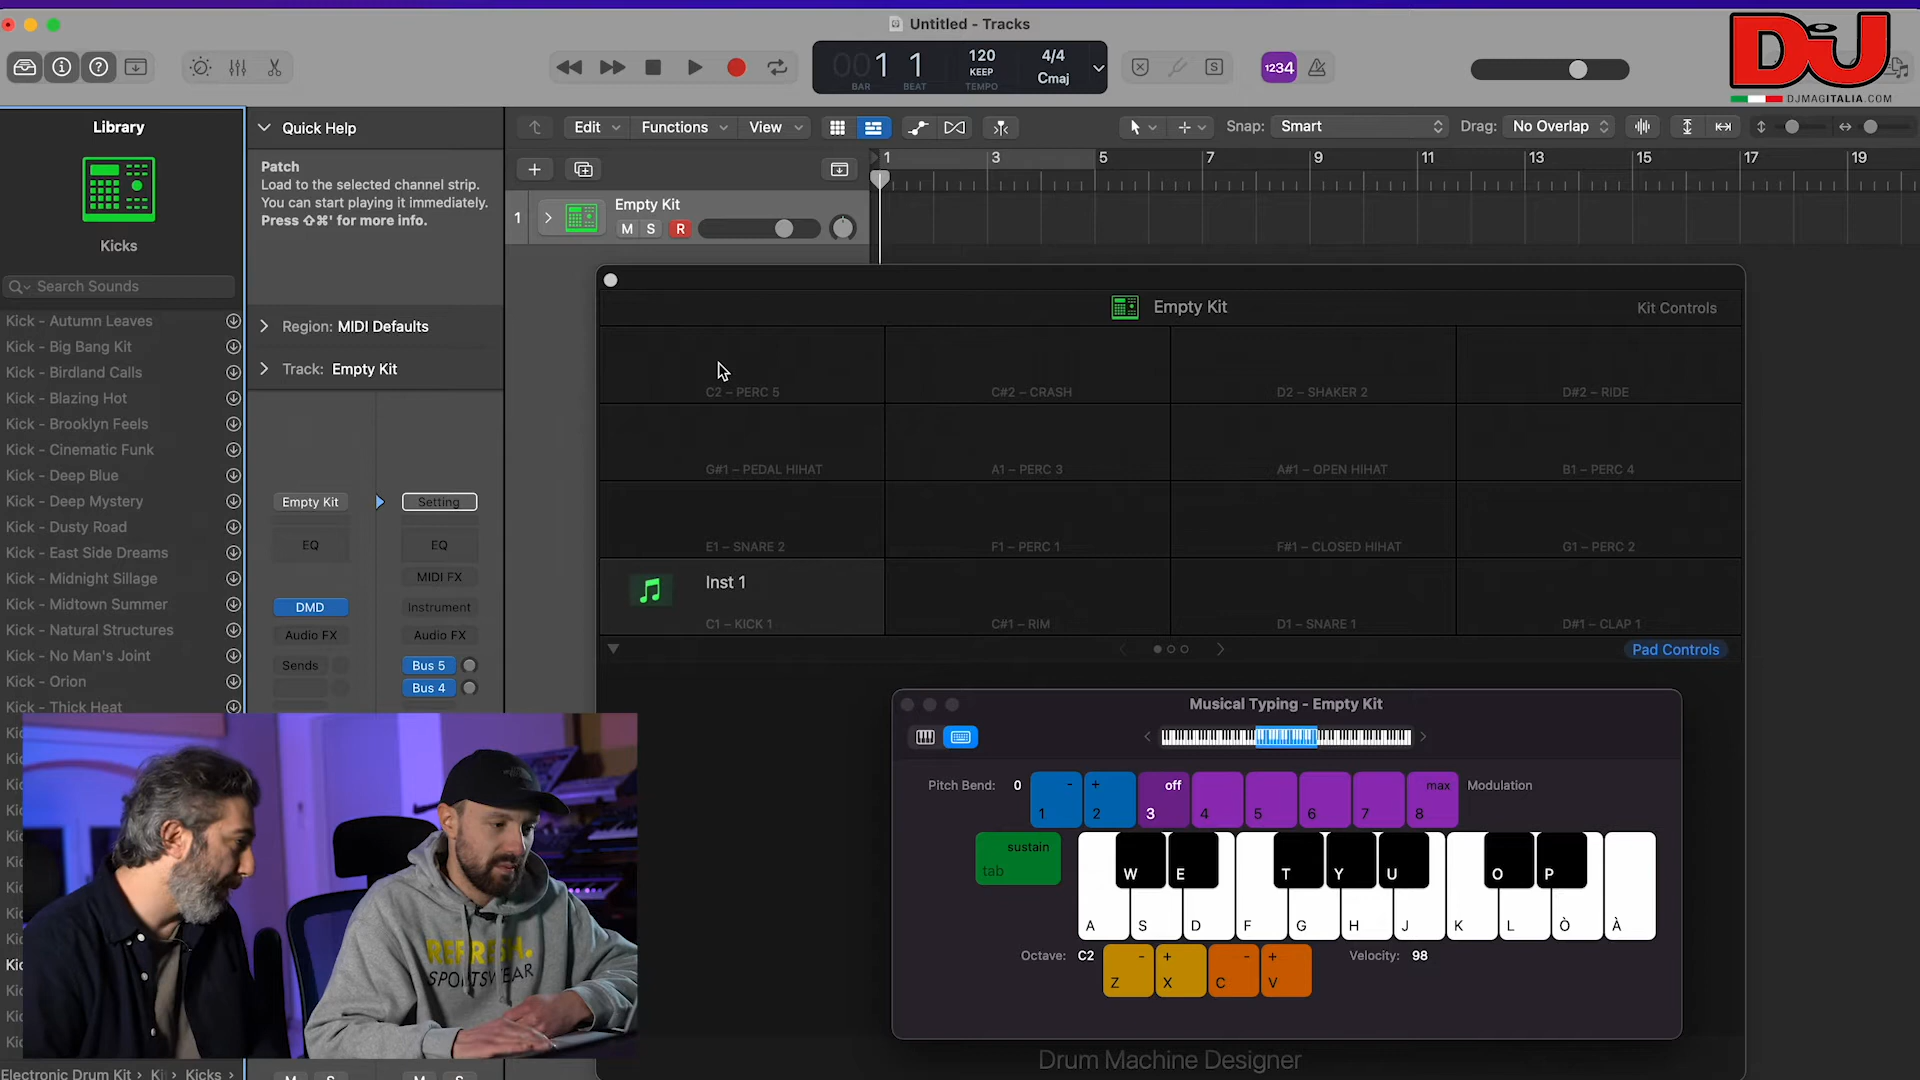 Untitled - Tracks
DJ
DJMAGITALIA.COM
001 1
BAR BEAT
120
KEEP
TEMPO
4/4
Cmaj
1234
Library
Kicks
Search Sounds
Kick - Autumn Leaves
Kick - Big Bang Kit
Kick - Birdland Calls
Kick - Blazing Hot
Kick - Brooklyn Feels
Kick - Cinematic Funk
Kick - Deep Blue
Kick - Deep Mystery
Kick - Dusty Road
Kick - East Side Dreams
Kick - Midnight Sillage
Kick - Midtown Summer
Kick - Natural Structures
Kick - No Man's Joint
Kick - Orion
Kick - Thick Heat
Electronic Drum Kit › Ki › Kicks ›
Quick Help
Patch
Load to the selected channel strip.
You can start playing it immediately.
Press ⇧⌘' for more info.
Region: MIDI Defaults
Track: Empty Kit
Empty Kit
Setting
EQ
EQ
MIDI FX
DMD
Instrument
Audio FX
Audio FX
Sends
Bus 5
Bus 4
M S
M S
Edit
Functions
View
Snap: Smart
Drag: No Overlap
1 3 5 7 9 11 13 15 17 19
1
Empty Kit
M S R
Empty Kit
Kit Controls
C2 – PERC 5
C#2 – CRASH
D2 – SHAKER 2
D#2 – RIDE
G#1 – PEDAL HIHAT
A1 – PERC 3
A#1 – OPEN HIHAT
B1 – PERC 4
E1 – SNARE 2
F1 – PERC 1
F#1 – CLOSED HIHAT
G1 – PERC 2
Inst 1
C1 – KICK 1
C#1 – RIM
D1 – SNARE 1
D#1 – CLAP 1
Pad Controls
Musical Typing - Empty Kit
Pitch Bend: 0
- + off max
1 2 3 4 5 6 7 8
Modulation
sustain
tab
W E T Y U O P
A S D F G H J K L Ò À
Octave: C2
- + - +
Z X C V
Velocity: 98
Drum Machine Designer
REFRESH.
SPORTSWEAR